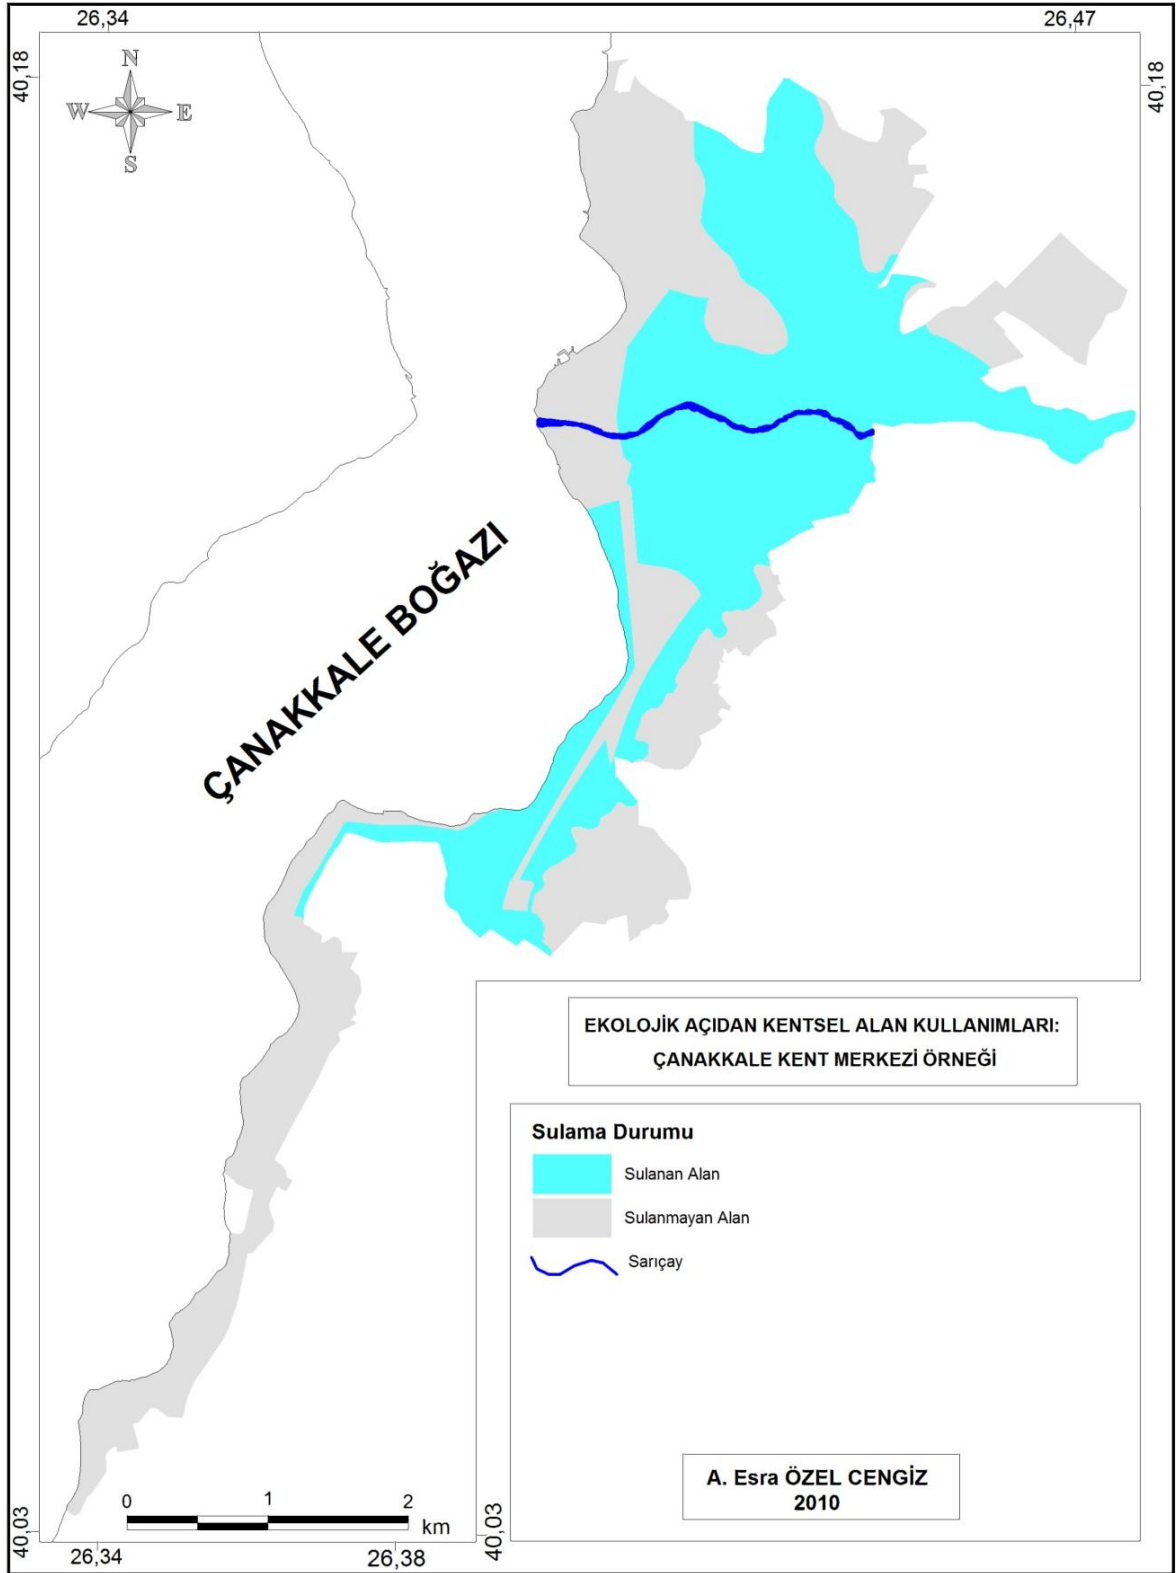 26,34
26,47
40,18
40,18
N
W
E
S
ÇANAKKALE BOĞAZI
EKOLOJİK AÇIDAN KENTSEL ALAN KULLANIMLARI:
ÇANAKKALE KENT MERKEZİ ÖRNEĞİ
Sulama Durumu
Sulanan Alan
Sulanmayan Alan
Sarıçay
A. Esra ÖZEL CENGİZ
2010
0 1 2
km
40,03
40,03
26,34
26,38